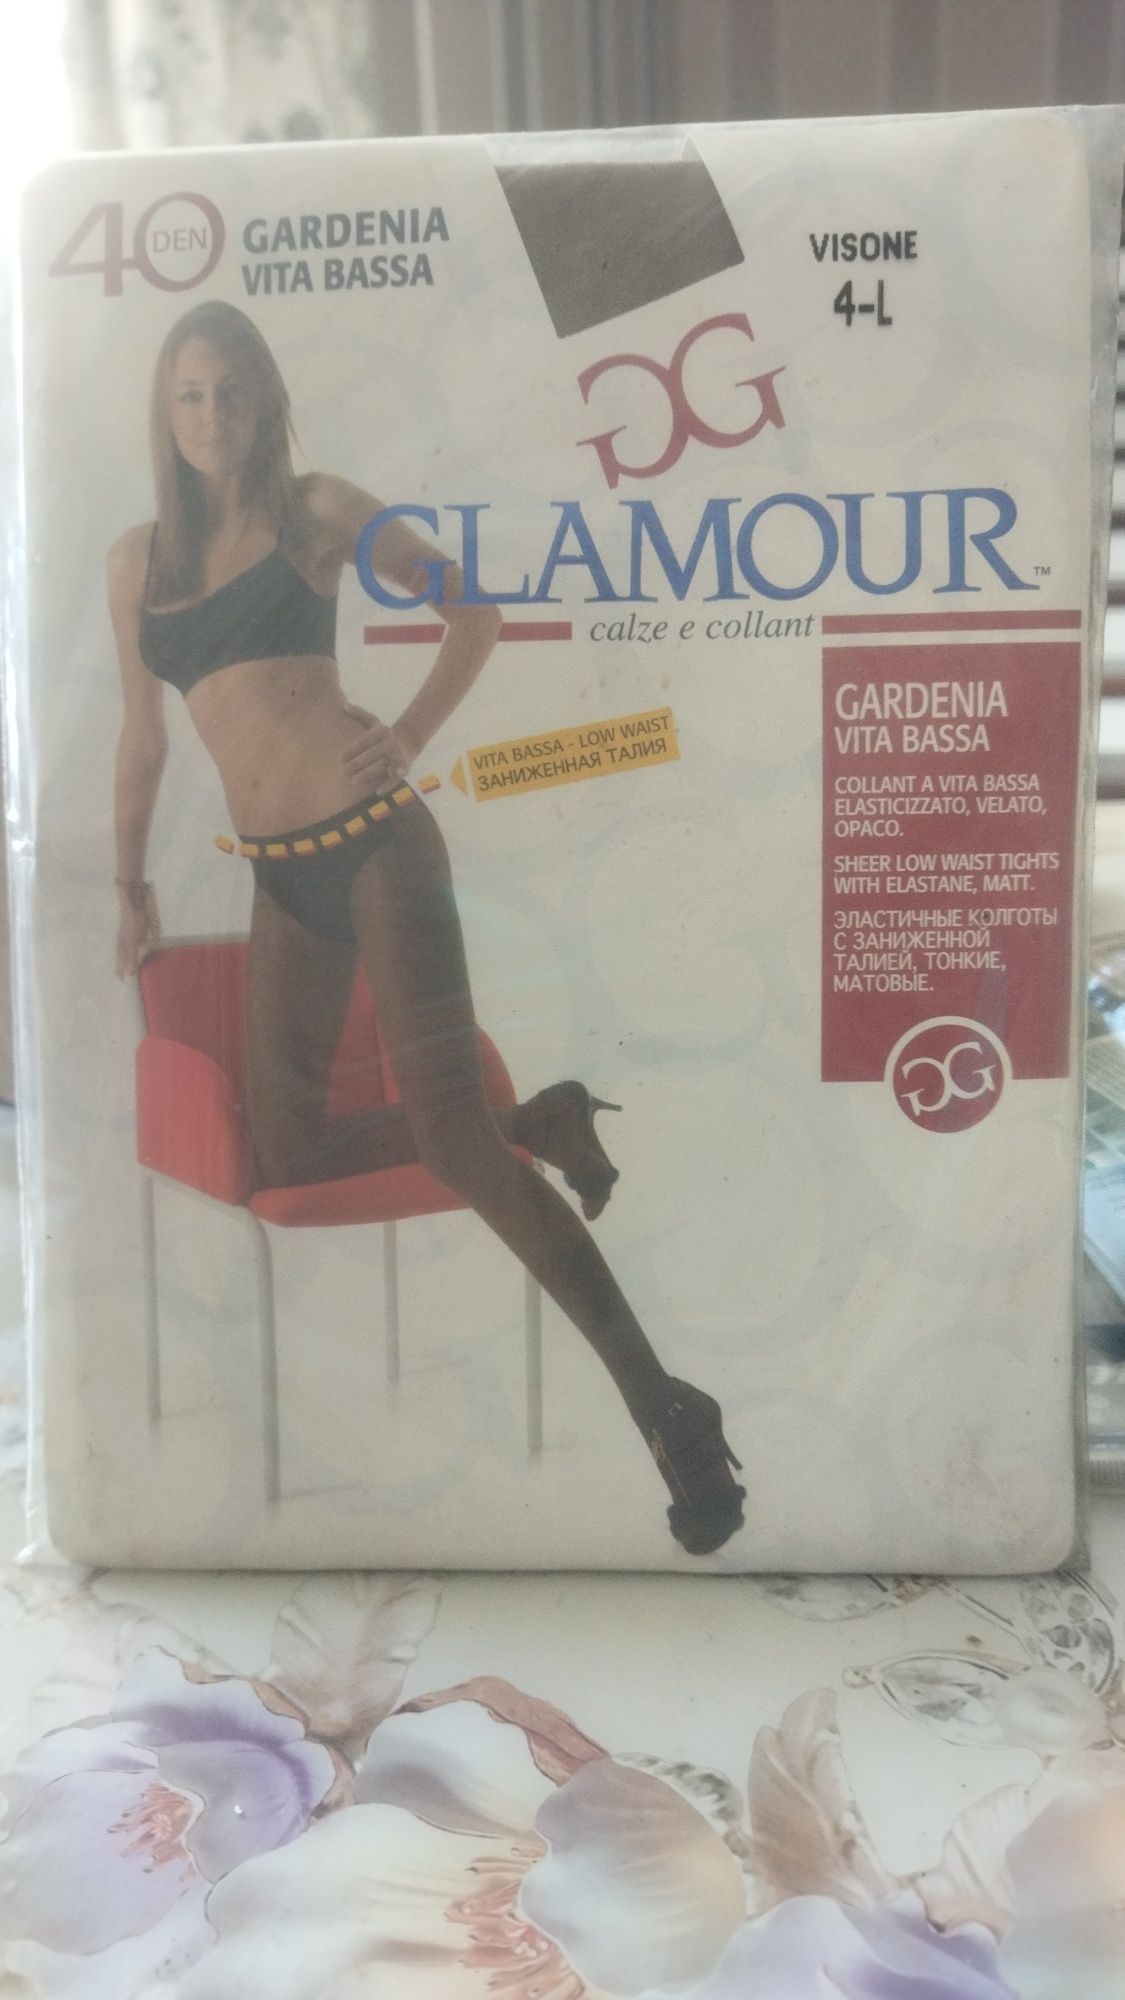 40 DEN
GARDENIA
VITA BASSA
VISONE
4-L
GG
GLAMOUR™
calze e collant
VITA BASSA - LOW WAIST
ЗАНИЖЕННАЯ ТАЛИЯ
GARDENIA
VITA BASSA
COLLANT A VITA BASSA
ELASTICIZZATO, VELATO,
OPACO.
SHEER LOW WAIST TIGHTS
WITH ELASTANE, MATT.
ЭЛАСТИЧНЫЕ КОЛГОТЫ
С ЗАНИЖЕННОЙ
ТАЛИЕЙ, ТОНКИЕ,
МАТОВЫЕ.
GG